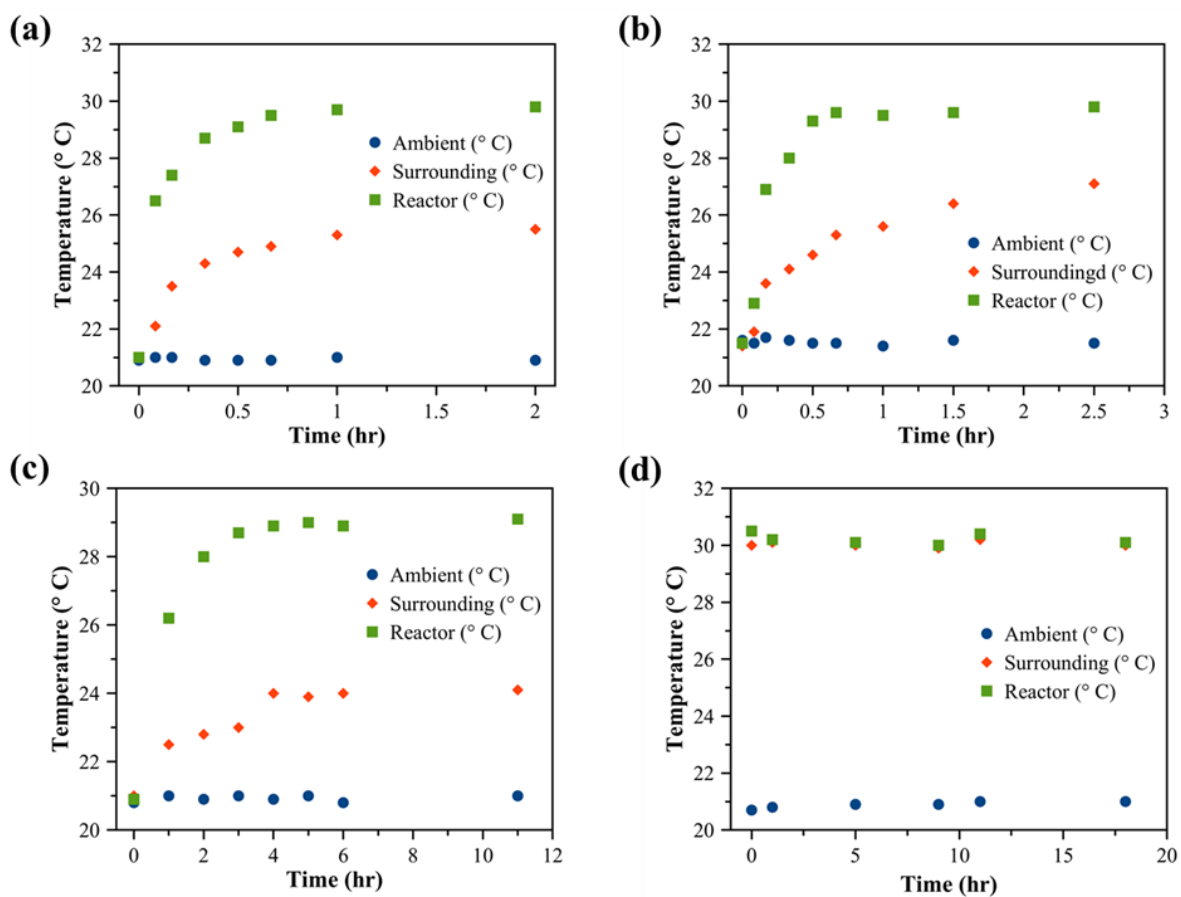 (a)
32
30
28
26
24
22
20
Temperature (° C)
Ambient (° C)
Surrounding (° C)
Reactor (° C)
0 0.5 1 1.5 2
Time (hr)
(b)
32
30
28
26
24
22
20
Temperature (° C)
Ambient (° C)
Surroundingd (° C)
Reactor (° C)
0 0.5 1 1.5 2 2.5 3
Time (hr)
(c)
30
28
26
24
22
20
Temperature (° C)
Ambient (° C)
Surrounding (° C)
Reactor (° C)
0 2 4 6 8 10 12
Time (hr)
(d)
32
30
28
26
24
22
20
Temperature (° C)
Ambient (° C)
Surrounding (° C)
Reactor (° C)
0 5 10 15 20
Time (hr)